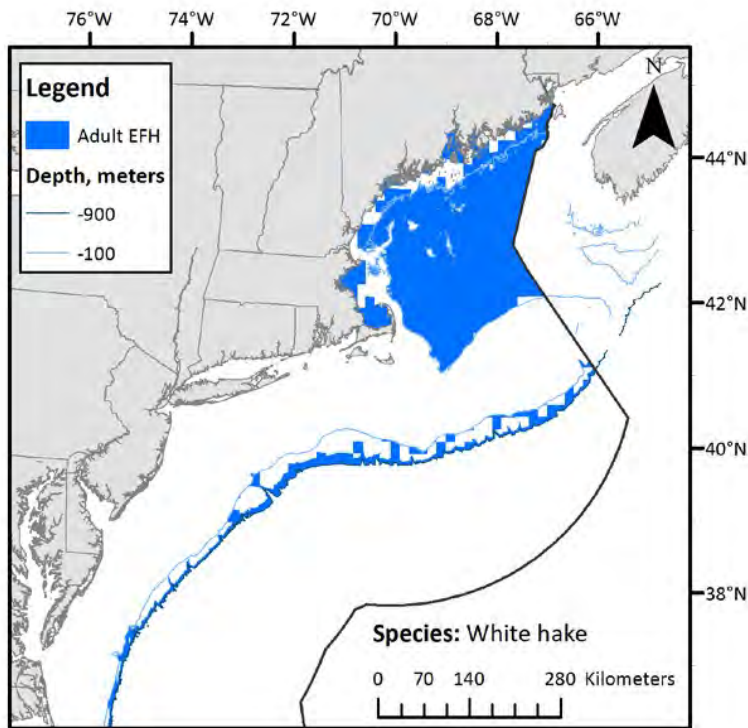 76°W 74°W 72°W 70°W 68°W 66°W
Legend
Adult EFH
Depth, meters
-900
-100
N
44°N
42°N
40°N
38°N
Species: White hake
0 70 140 280 Kilometers